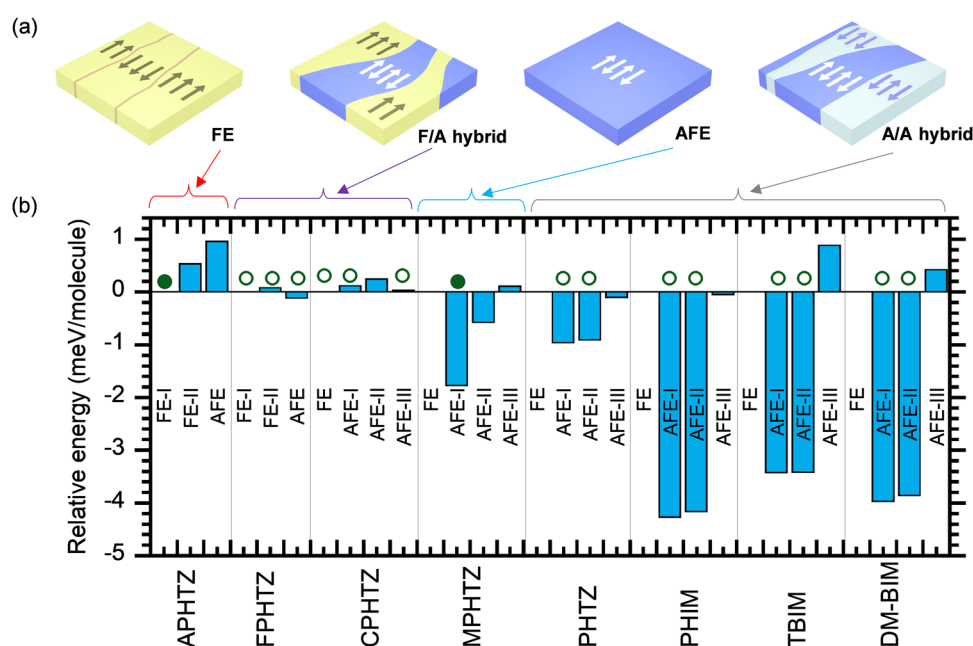 (a)
FE
F/A hybrid
AFE
A/A hybrid
(b)
Relative energy (meV/molecule)
1
0
-1
-2
-3
-4
-5
FE-I
FE-II
AFE
FE-I
FE-II
AFE
FE
AFE-I
AFE-II
AFE-III
FE
AFE-I
AFE-II
AFE-III
FE
AFE-I
AFE-II
AFE-III
FE
AFE-I
AFE-II
AFE-III
FE
AFE-I
AFE-II
AFE-III
FE
AFE-I
AFE-II
AFE-III
APHTZ
FPHTZ
CPHTZ
MPHTZ
PHTZ
PHIM
TBIM
DM-BIM